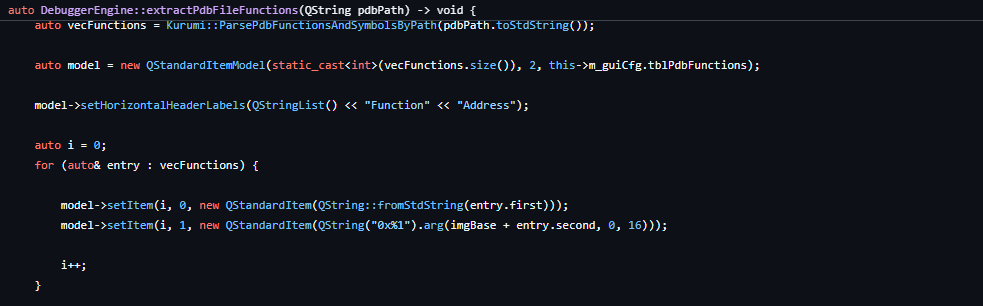 auto DebuggerEngine::extractPdbFileFunctions(QString pdbPath) -> void {
    auto vecFunctions = Kurumi::ParsePdbFunctionsAndSymbolsByPath(pdbPath.toStdString());
    auto model = new QStandardItemModel(static_cast<int>(vecFunctions.size()), 2, this->m_guiCfg.tblPdbFunctions);
    model->setHorizontalHeaderLabels(QStringList() << "Function" << "Address");
    auto i = 0;
    for (auto& entry : vecFunctions) {
        model->setItem(i, 0, new QStandardItem(QString::fromStdString(entry.first)));
        model->setItem(i, 1, new QStandardItem(QString("0x%1").arg(imgBase + entry.second, 0, 16)));
        i++;
    }